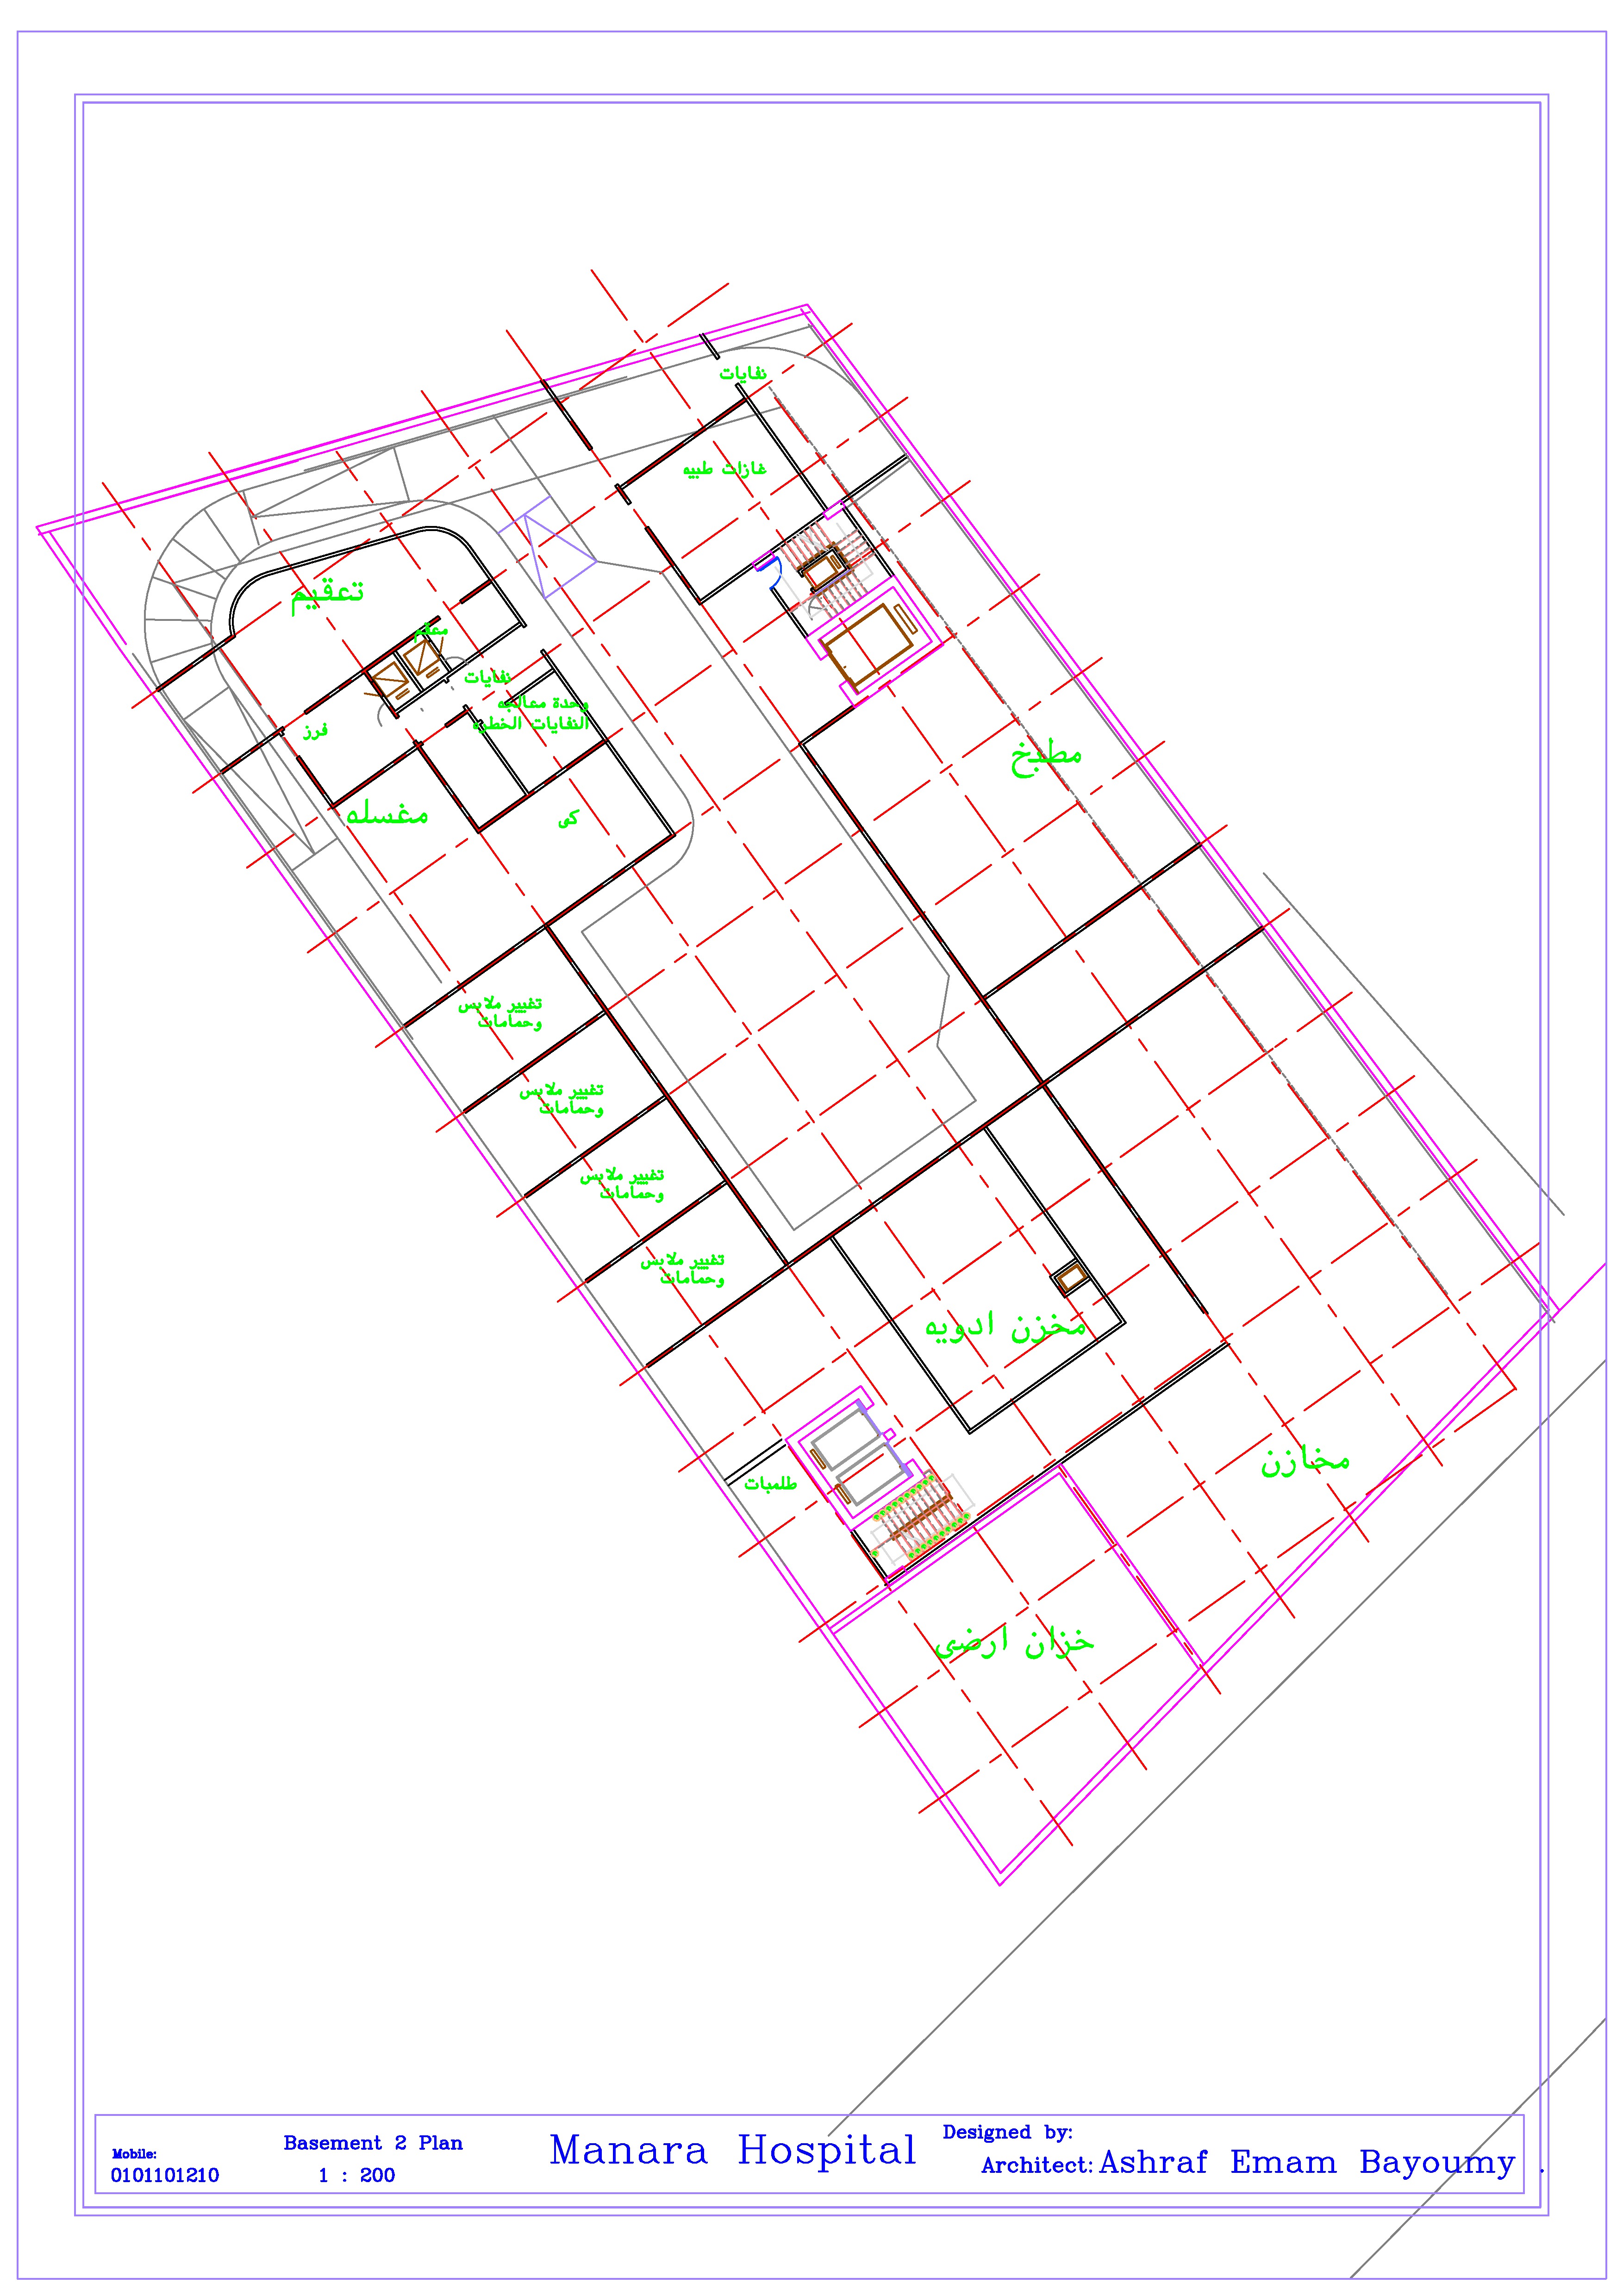 نفايات
غازات طبيه
تعقيم
معقم
نفايات
وحدة معالجه
النفايات الخطره
فرز
مطبخ
مغسله
كى
تغيير ملابس
وحمامات
تغيير ملابس
وحمامات
تغيير ملابس
وحمامات
تغيير ملابس
وحمامات
مخزن ادويه
مخازن
طلمبات
خزان ارضى
Mobile:
0101101210
Basement 2 Plan
1 : 200
Manara Hospital
Designed by:
Architect: Ashraf Emam Bayoumy .